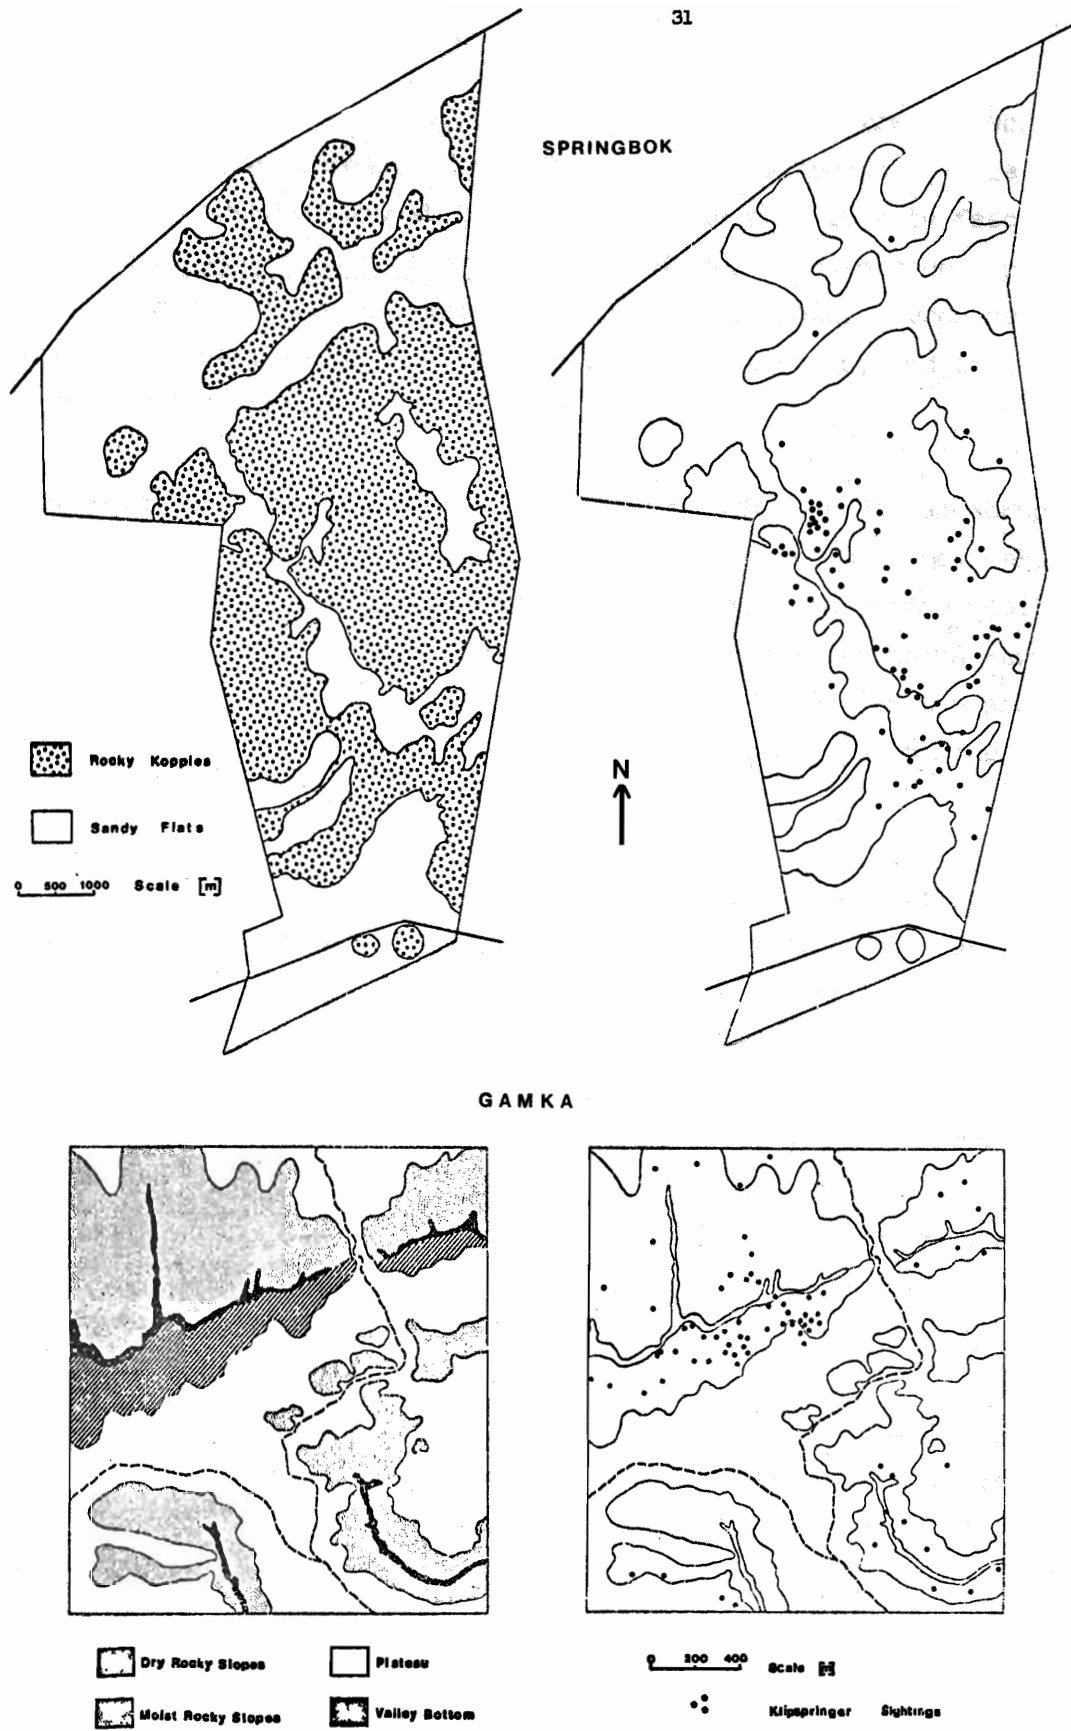 31
SPRINGBOK
Rocky Koppies
Sandy Flats
0 500 1000 Scale [m]
N
GAMKA
Dry Rocky Slopes
Plateau
Moist Rocky Slopes
Valley Bottom
0 200 400 Scale [m]
Klipspringer Sightings